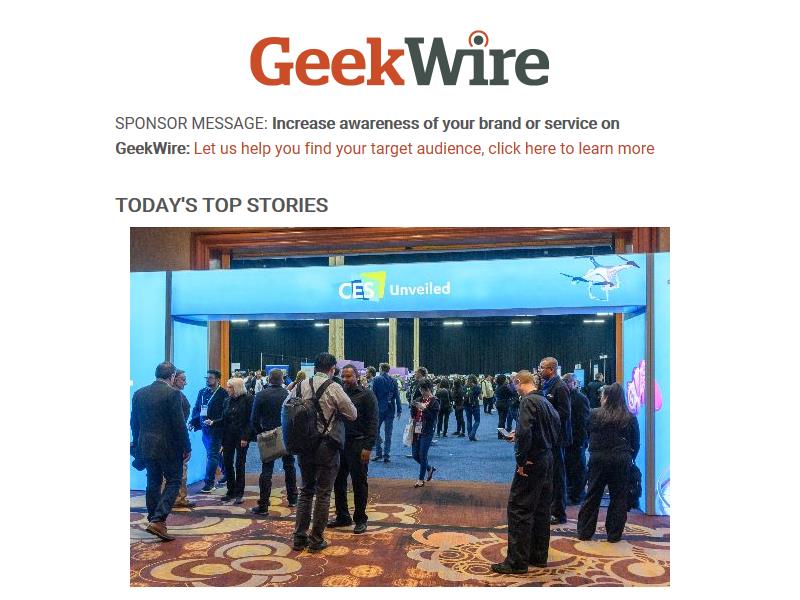 GeekWire
SPONSOR MESSAGE: Increase awareness of your brand or service on
GeekWire: Let us help you find your target audience, click here to learn more
TODAY'S TOP STORIES
CES Unveiled